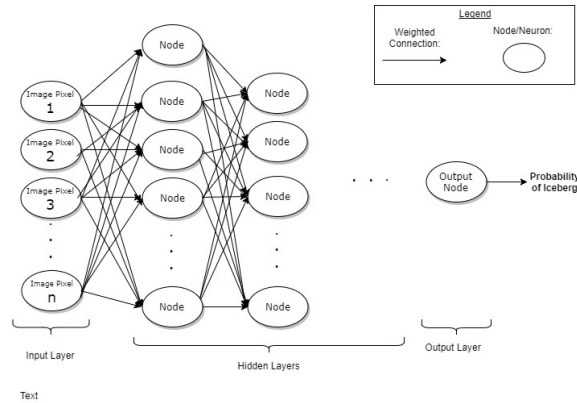 Legend
Weighted
Connection:
Node/Neuron:
Node
Image Pixel
1
Node
Node
Image Pixel
2
Node
Node
Image Pixel
3
Node
Node
Output
Node
Probability
of Iceberg
Image Pixel
n
Node
Node
Input Layer
Hidden Layers
Output Layer
Text